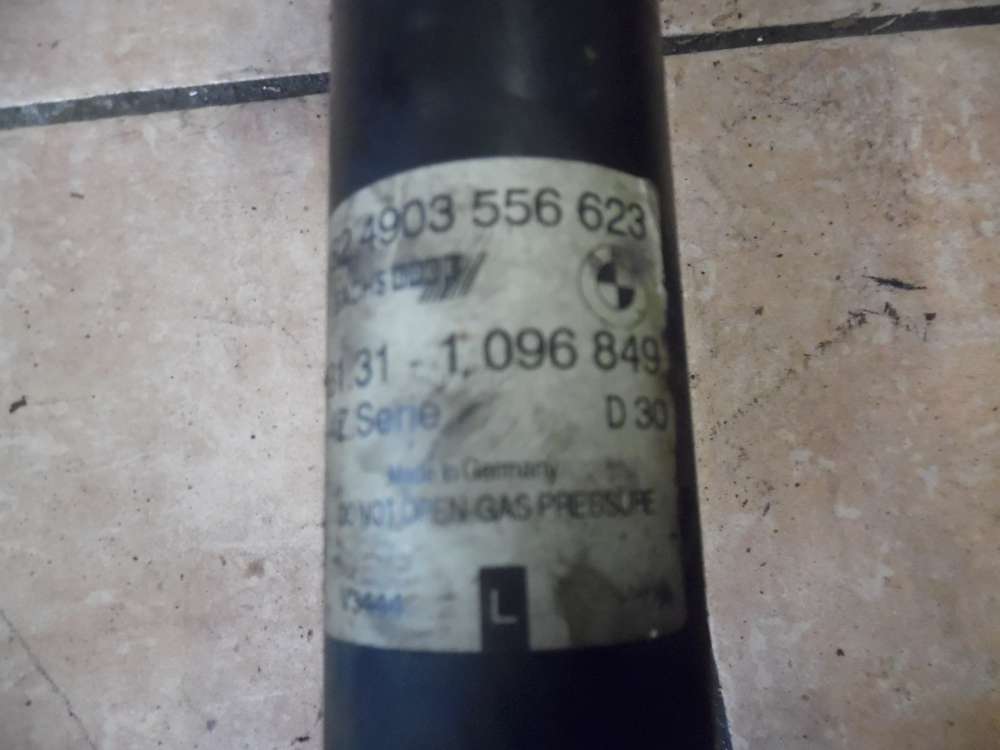 4903 556 623
31 - 1 096 849
Serie D 30
Made in Germany
DO NOT OPEN-GAS PRESSURE
L